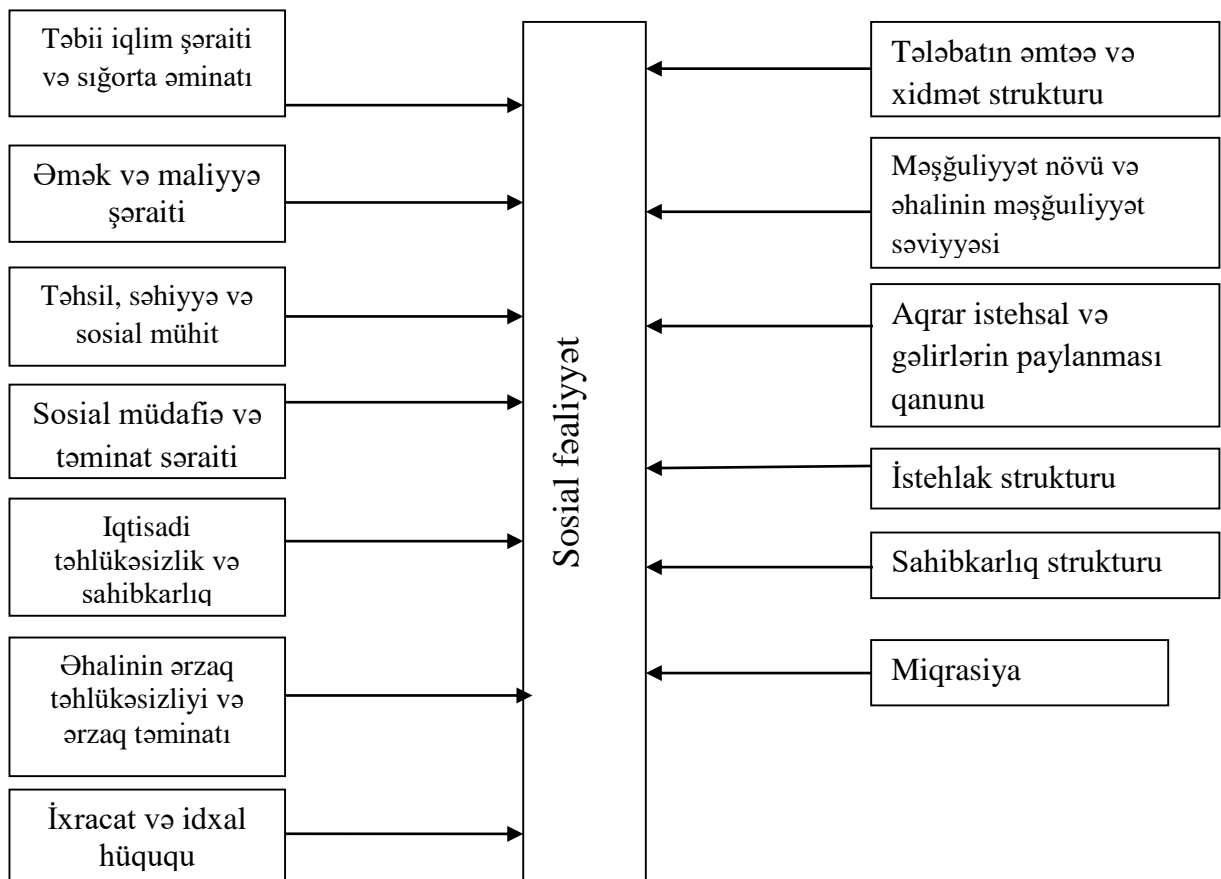 Təbii iqlim şəraiti
və sığorta əminatı
Əmək və maliyyə
şəraiti
Təhsil, səhiyyə və
sosial mühit
Sosial müdafiə və
təminat səraiti
Iqtisadi
təhlükəsizlik və
sahibkarlıq
Əhalinin ərzaq
təhlükəsizliyi və
ərzaq təminatı
İxracat və idxal
hüququ
Sosial fəaliyyət
Tələbatın əmtəə və
xidmət strukturu
Məşğuliyyət növü və
əhalinin məşğuıliyyət
səviyyəsi
Aqrar istehsal və
gəlirlərin paylanması
qanunu
İstehlak strukturu
Sahibkarlıq strukturu
Miqrasiya